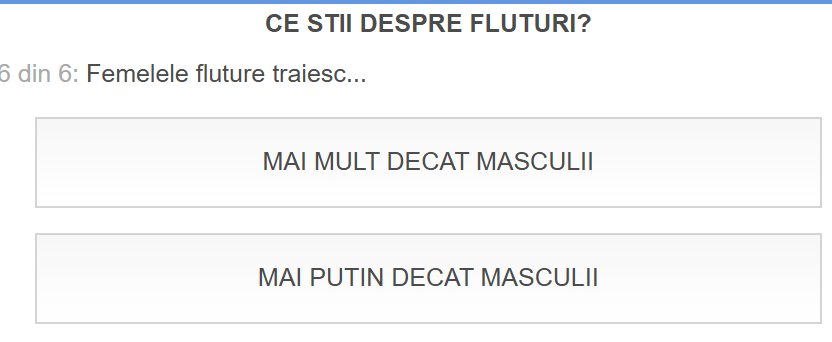 CE STII DESPRE FLUTURI?
6 din 6: Femelele fluture traiesc...
MAI MULT DECAT MASCULII
MAI PUTIN DECAT MASCULII